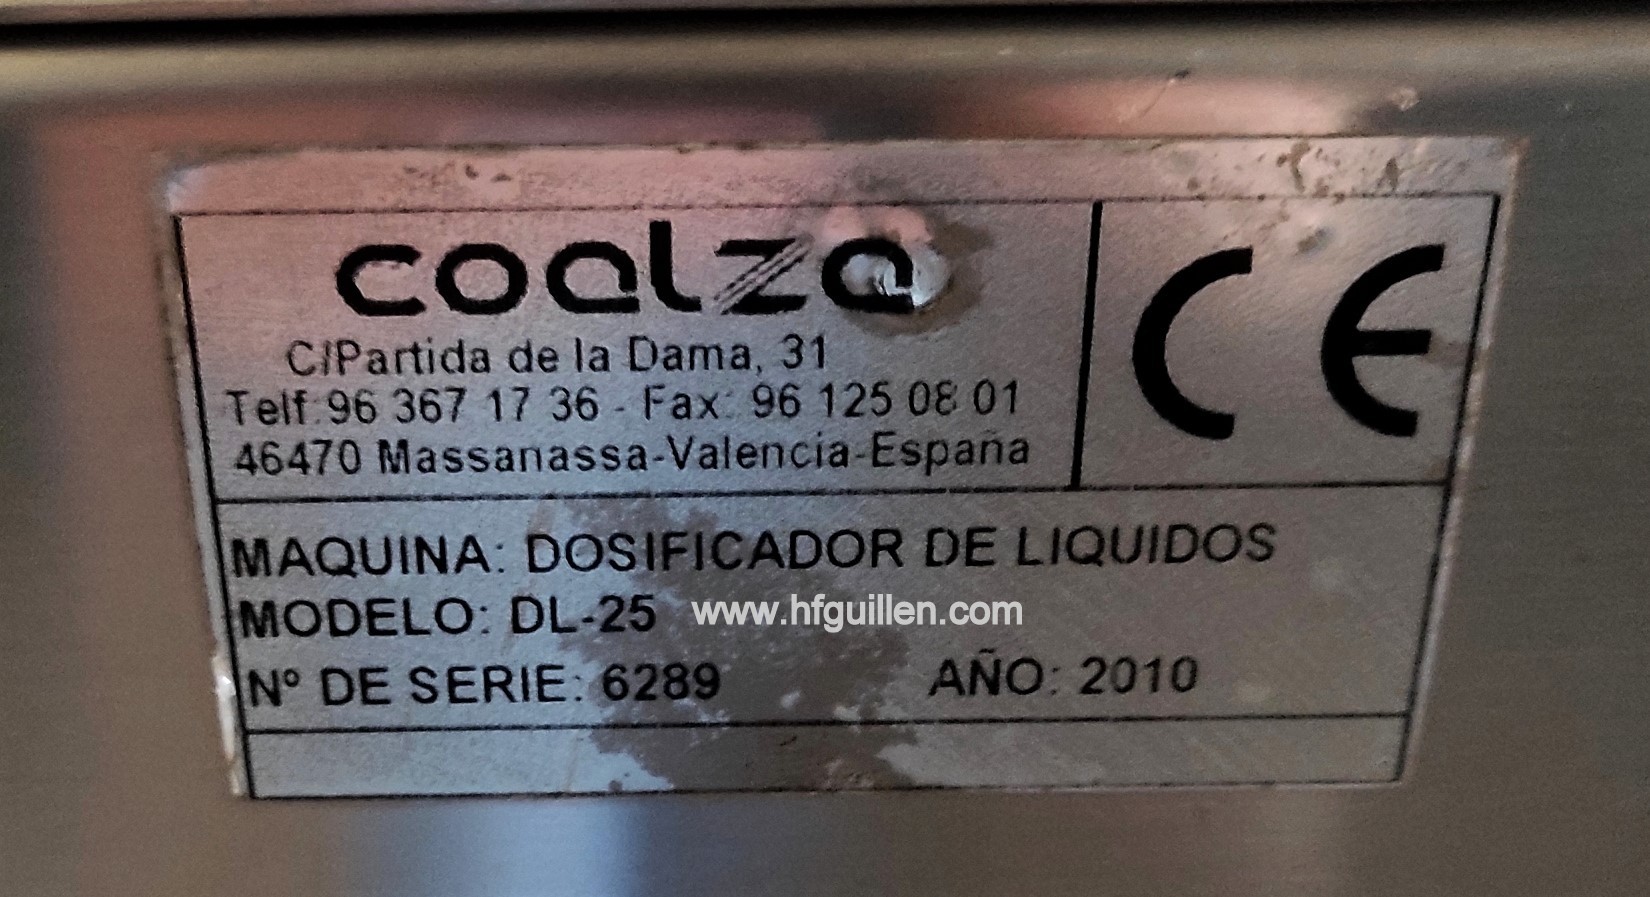 coalza
C/Partida de la Dama, 31
Telf:96 367 17 36 - Fax: 96 125 08 01
46470 Massanassa-Valencia-España
CE
MAQUINA: DOSIFICADOR DE LIQUIDOS
MODELO: DL-25
www.hfguillen.com
Nº DE SERIE: 6289 AÑO: 2010